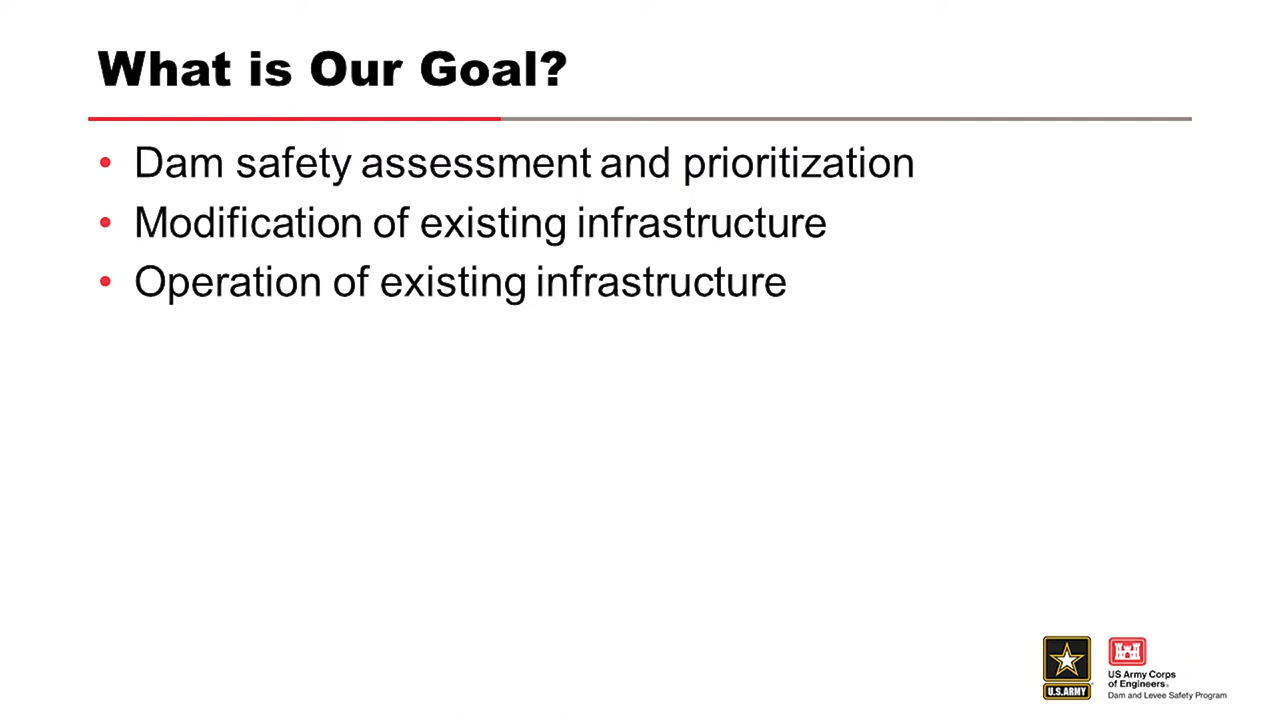 What is Our Goal?
• Dam safety assessment and prioritization
• Modification of existing infrastructure
• Operation of existing infrastructure
U.S.ARMY
US Army Corps
of Engineers®
Dam and Levee Safety Program